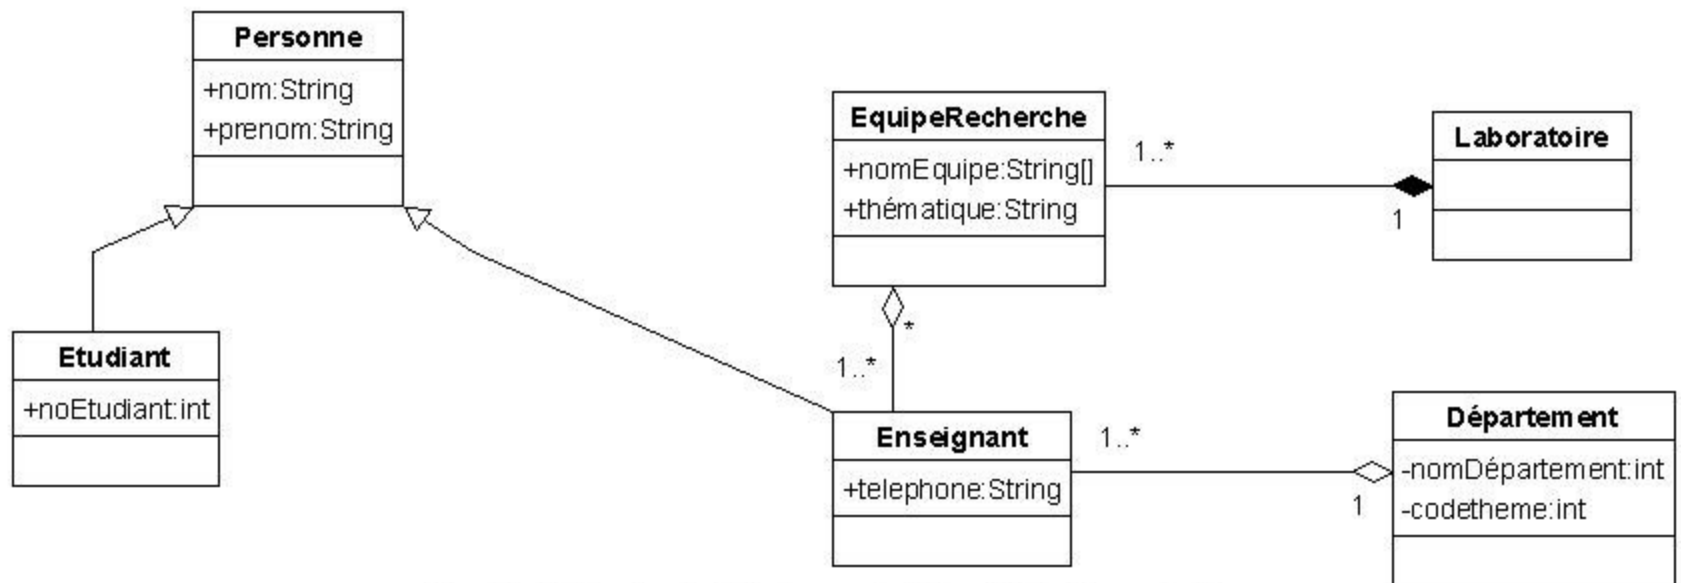 Personne
+nom:String
+prenom:String
EquipeRecherche
+nomEquipe:String[]
+thématique:String
1..*
1
Laboratoire
*
1..*
Etudiant
+noEtudiant:int
Enseignant
+telephone:String
1..*
1
Département
-nomDépartement:int
-codetheme:int